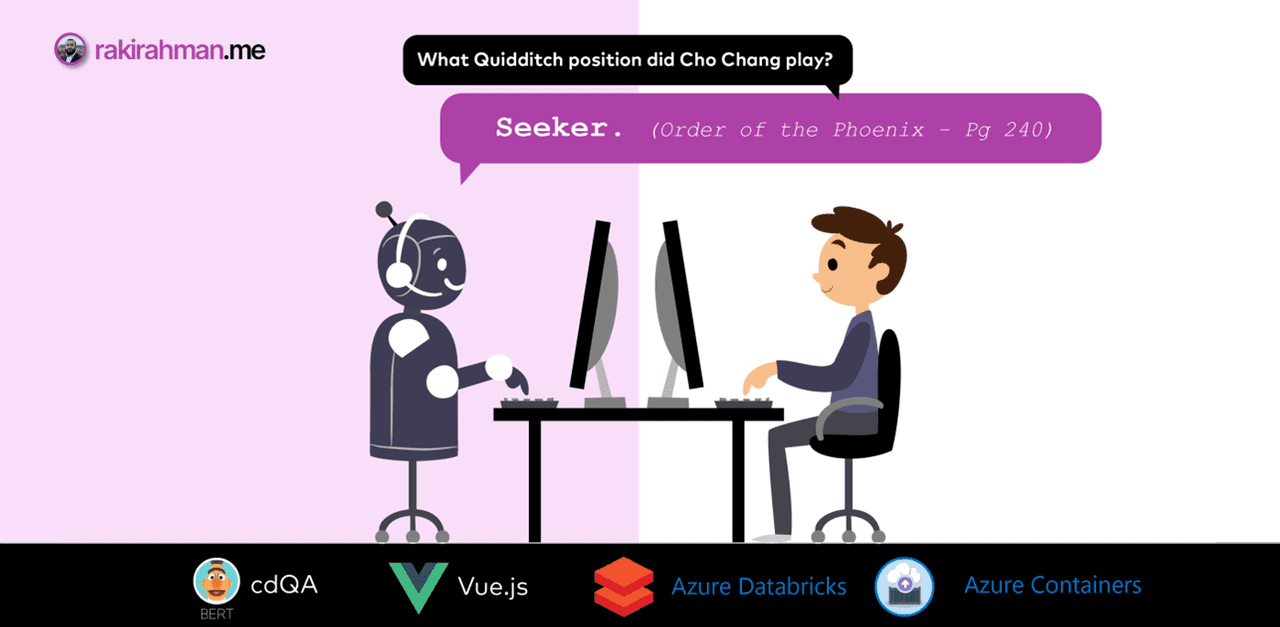 rakirahman.me
What Quidditch position did Cho Chang play?
Seeker. (Order of the Phoenix - Pg 240)
cdQA
BERT
Vue.js
Azure Databricks
Azure Containers